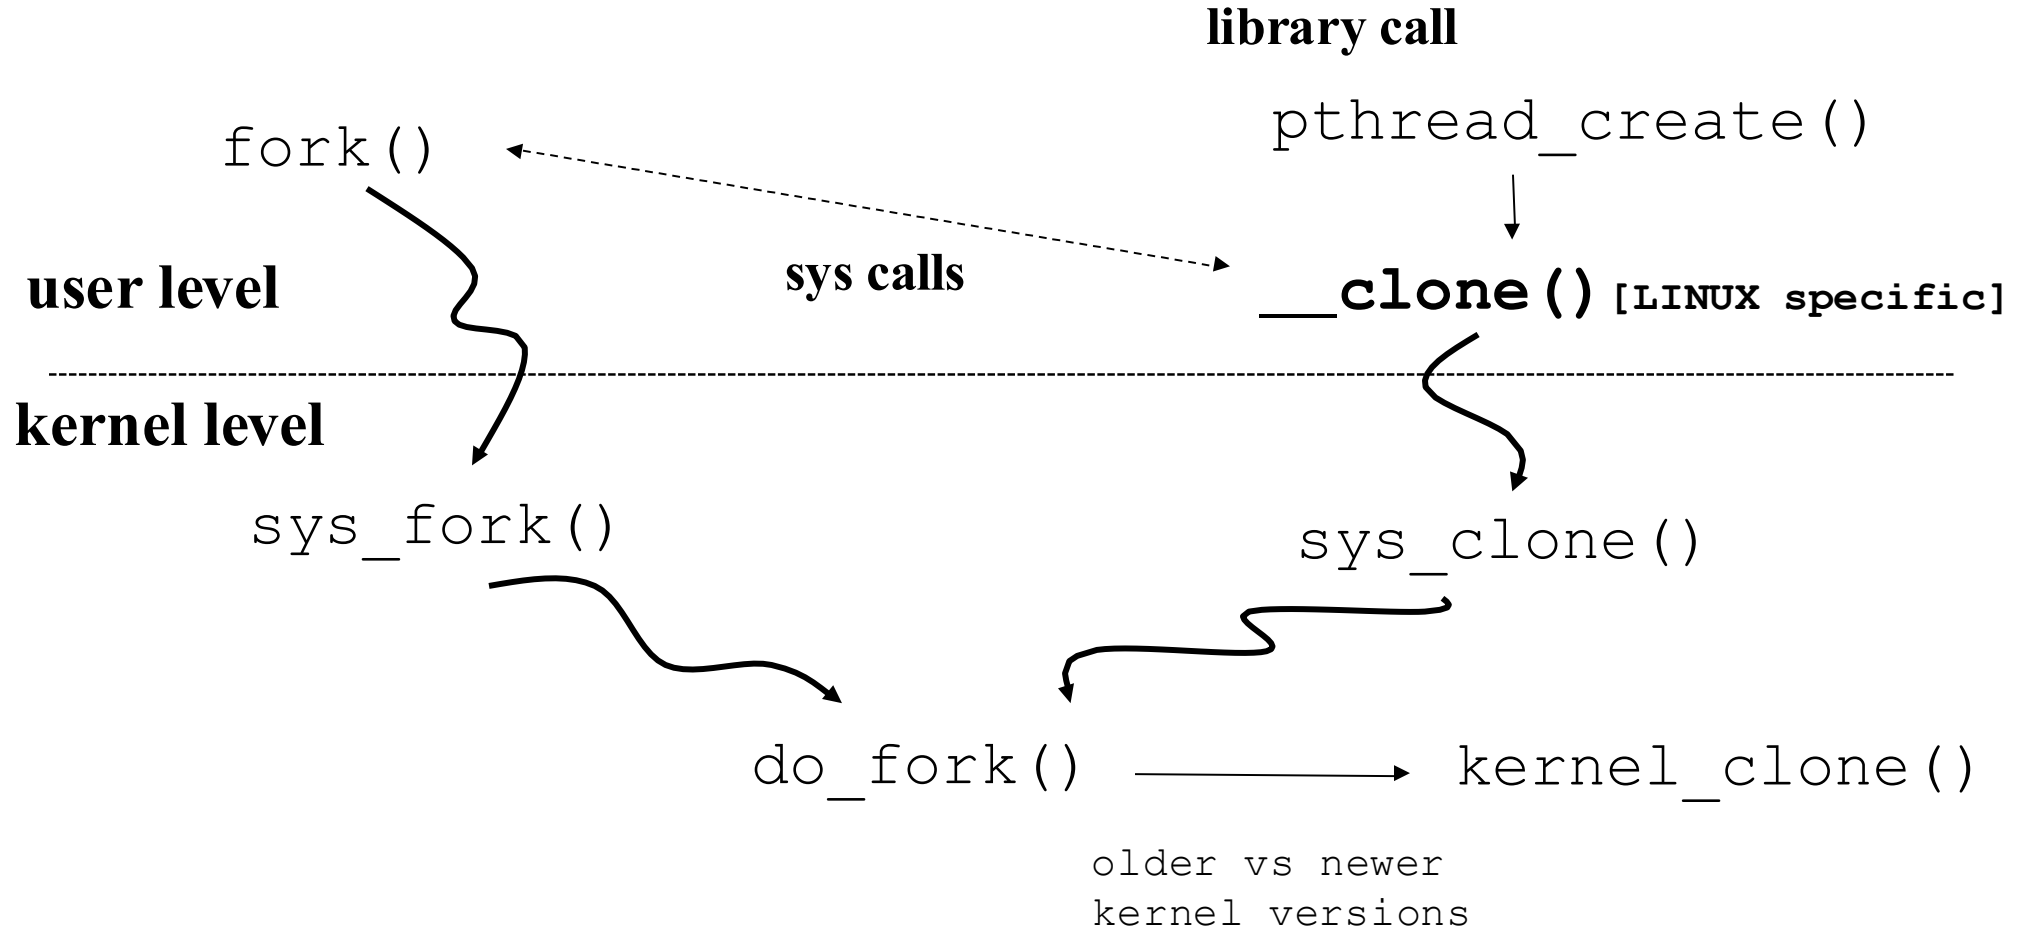 library call
pthread_create()
fork()
sys calls
user level
__clone() [LINUX specific]
kernel level
sys_fork()
sys_clone()
do_fork()
kernel_clone()
older vs newer
kernel versions